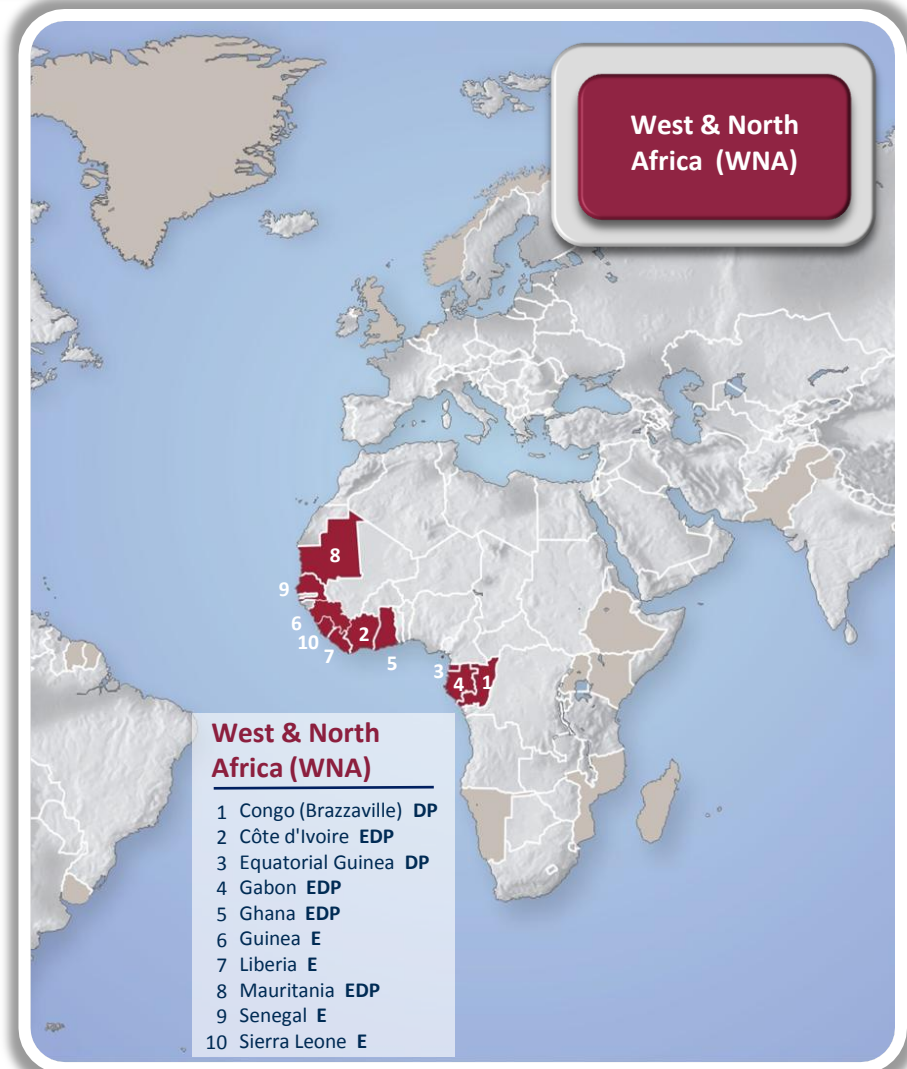 West & North
Africa (WNA)
8
9
6
10
7
2
5
3
4
1
West & North
Africa (WNA)
1 Congo (Brazzaville) DP
2 Côte d'Ivoire EDP
3 Equatorial Guinea DP
4 Gabon EDP
5 Ghana EDP
6 Guinea E
7 Liberia E
8 Mauritania EDP
9 Senegal E
10 Sierra Leone E